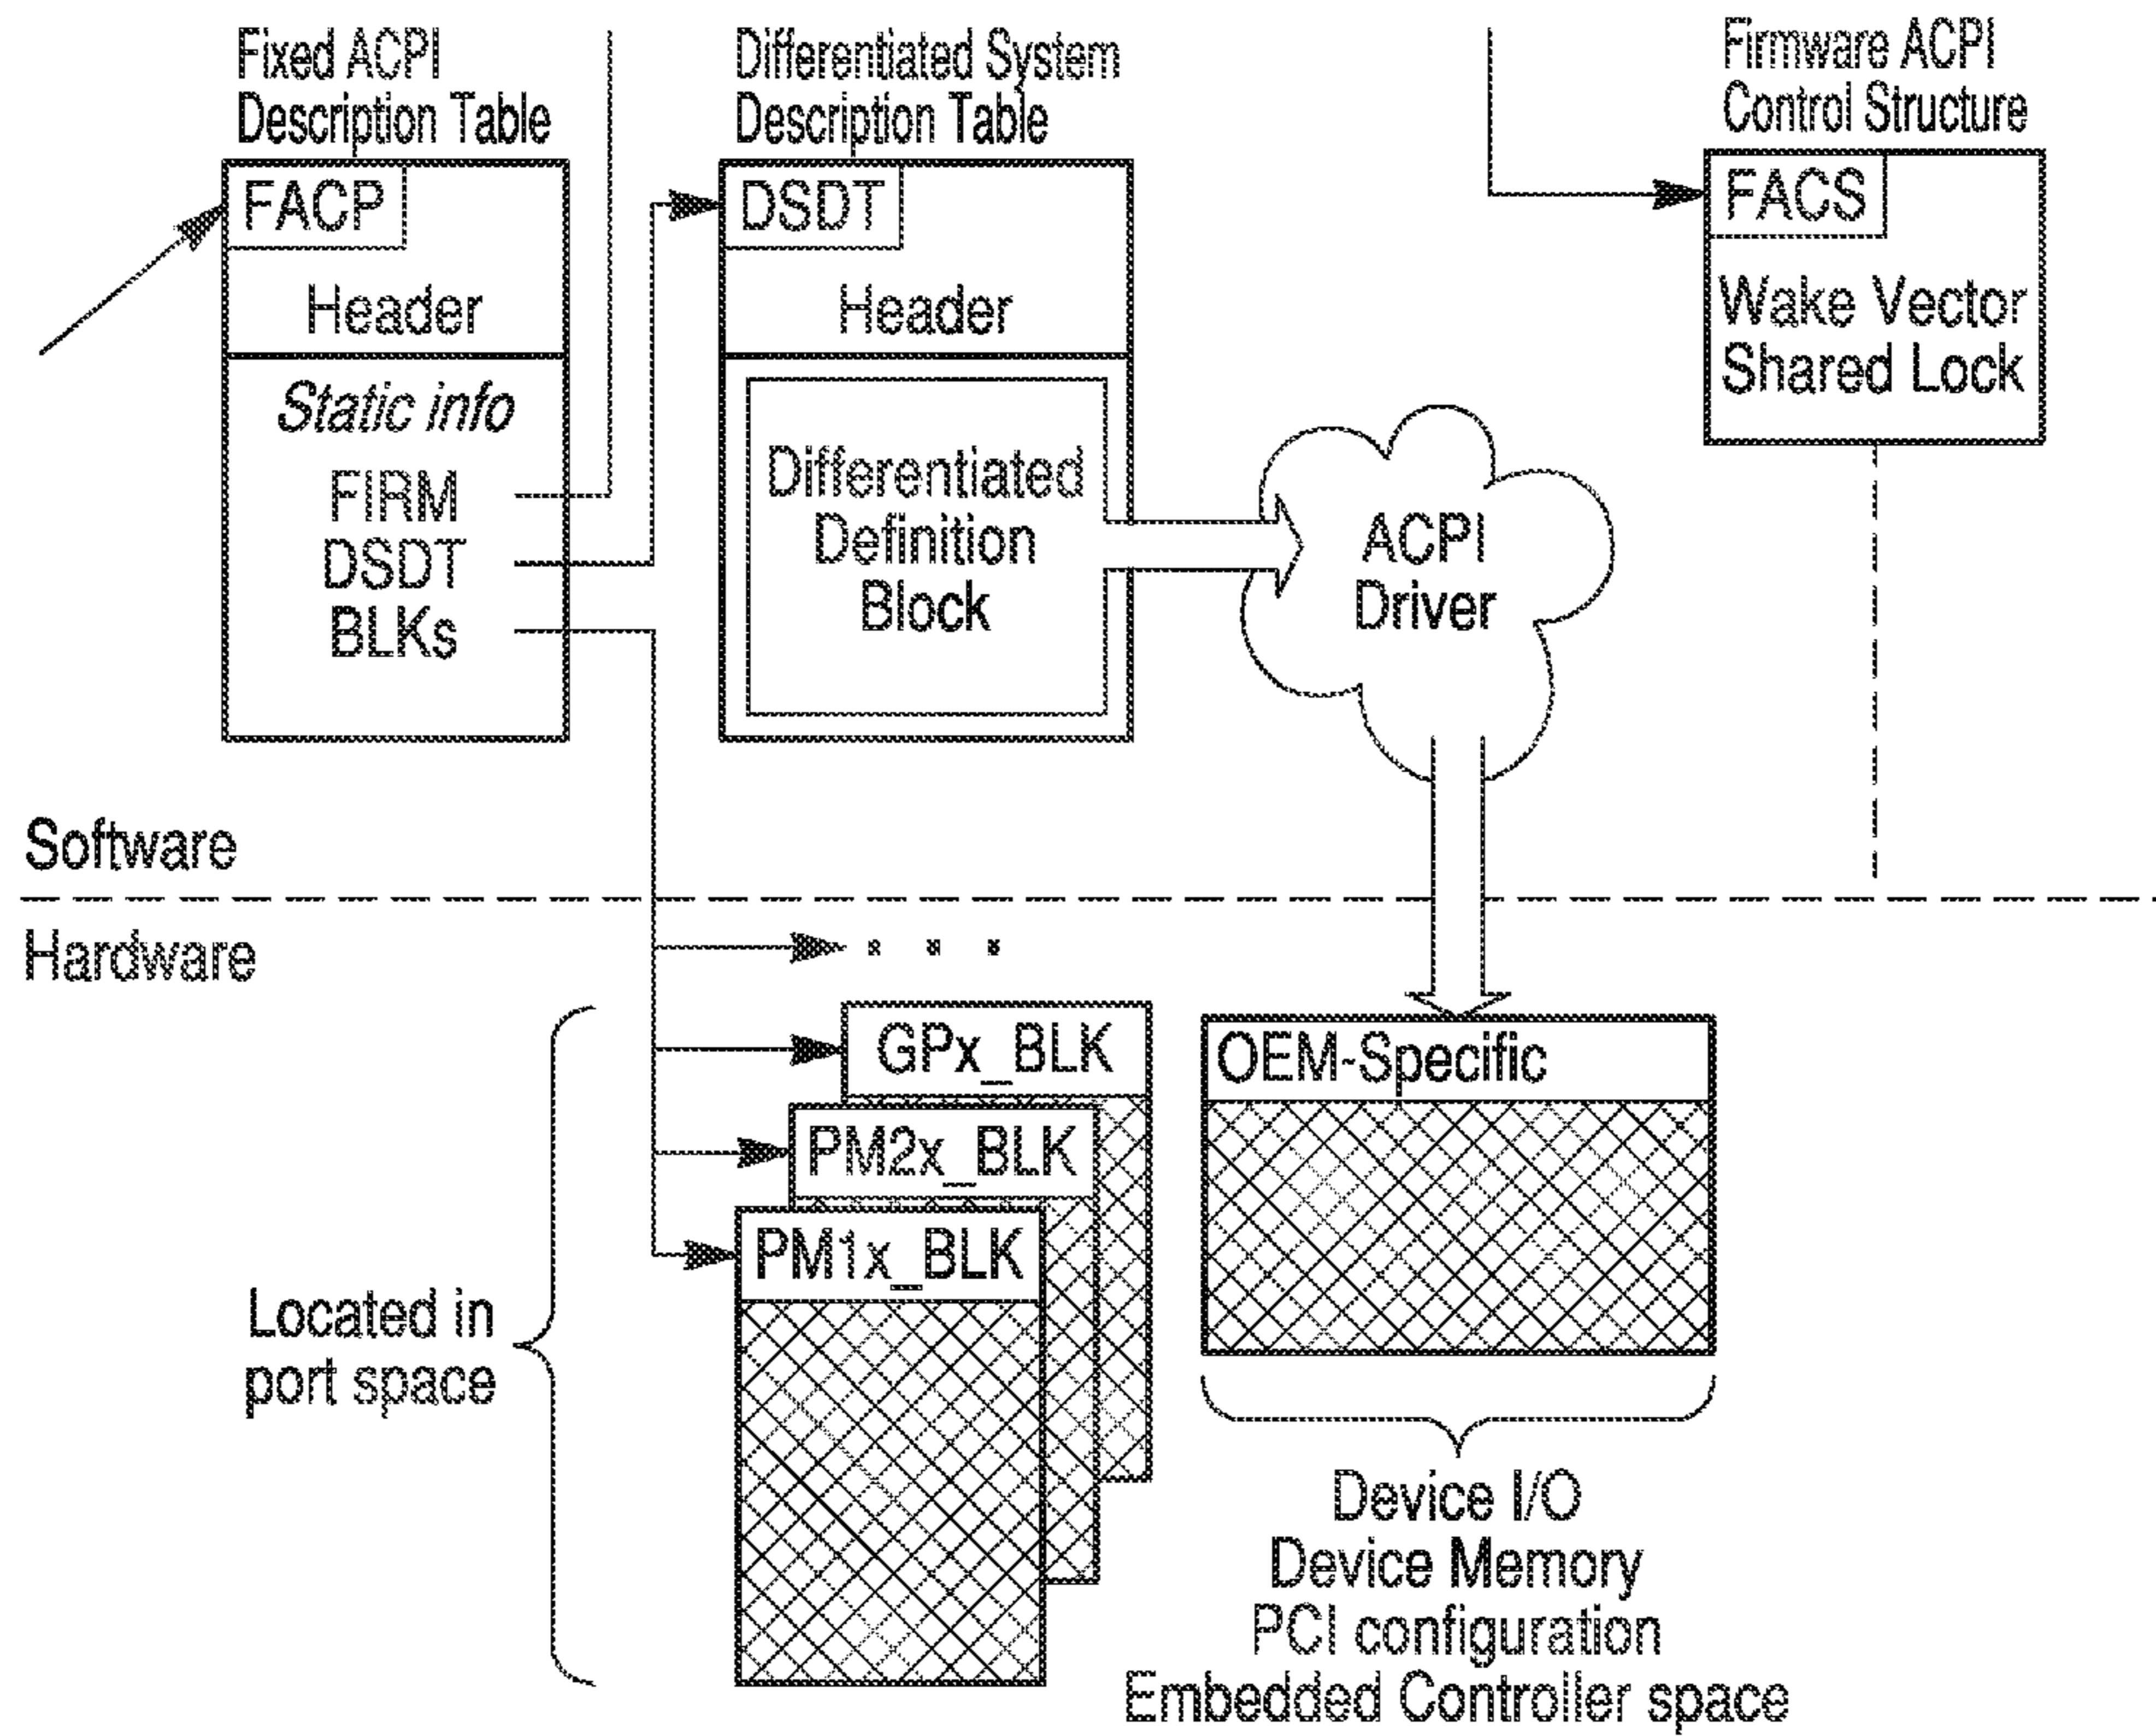 Fixed ACPI
Description Table
FACP
Header
Static info
FIRM
DSDT
BLKs
Differentiated System
Description Table
DSDT
Header
Differentiated
Definition
Block
ACPI
Driver
Firmware ACPI
Control Structure
FACS
Wake Vector
Shared Lock
Software
Hardware
. . .
GPx_BLK
PM2x_BLK
PM1x_BLK
Located in
port space
OEM-Specific
Device I/O
Device Memory
PCI configuration
Embedded Controller space